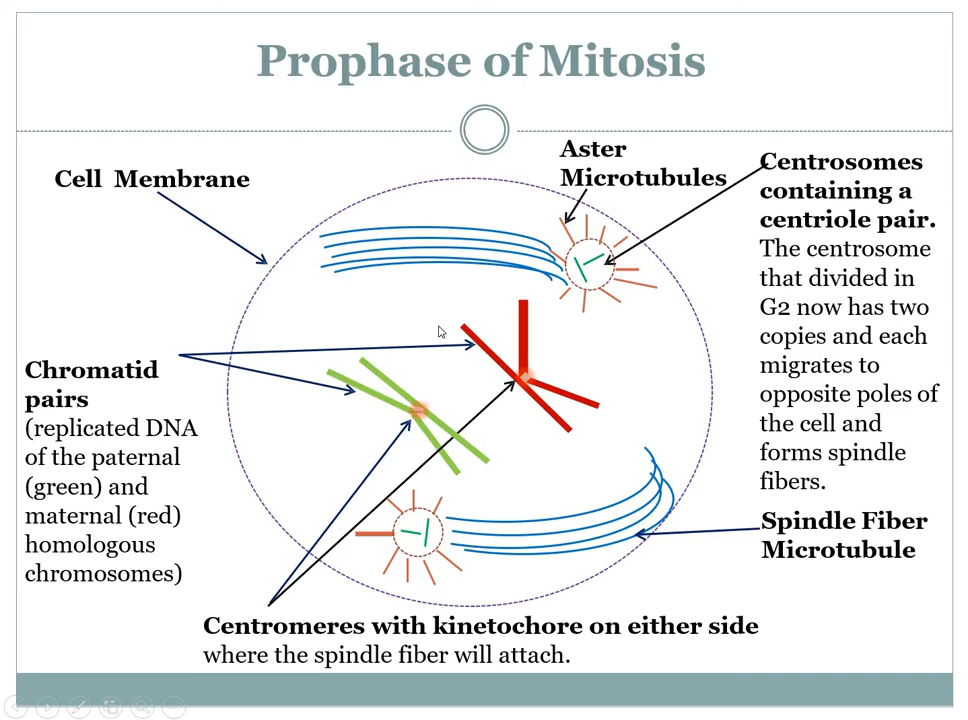 Prophase of Mitosis
Cell  Membrane
Aster
Microtubules
Centrosomes
containing a
centriole pair.
The centrosome
that divided in
G2 now has two
copies and each
migrates to
opposite poles of
the cell and
forms spindle
fibers.
Chromatid
pairs
(replicated DNA
of the paternal
(green) and
maternal (red)
homologous
chromosomes)
Spindle Fiber
Microtubule
Centromeres with kinetochore on either side
where the spindle fiber will attach.